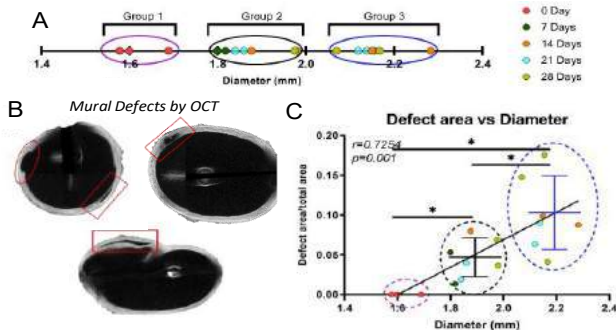 A
Group 1 Group 2 Group 3
0 Day
7 Days
14 Days
21 Days
28 Days
1.4 1.6 1.8 2.0 2.2 2.4
Diameter (mm)
B
Mural Defects by OCT
C
Defect area vs Diameter
r=0.7254
p=0.001
* * *
Defect area/total area
0.20
0.15
0.10
0.05
0.00
1.4 1.6 1.8 2.0 2.2 2.4
Diameter (mm)